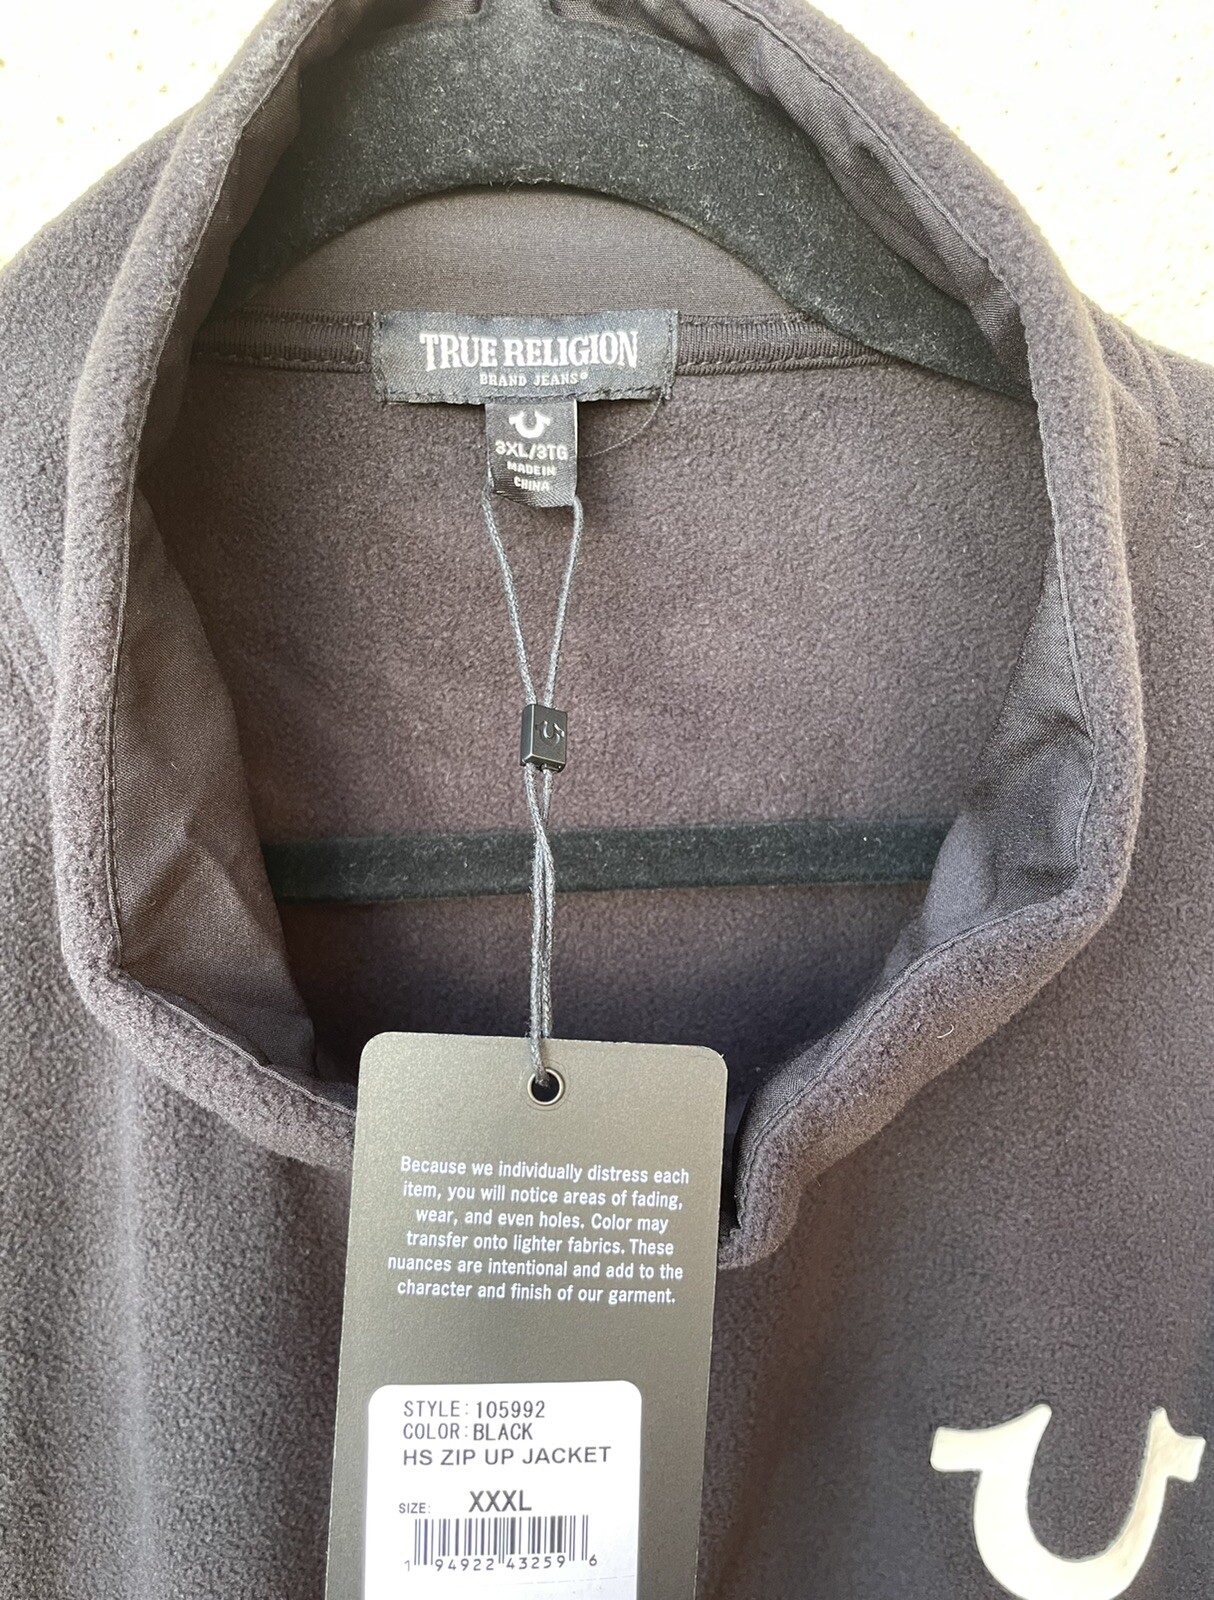 TRUE RELIGION
BRAND JEANS®
3XL/3TG
MADE IN
CHINA
Because we individually distress each
item, you will notice areas of fading,
wear, and even holes. Color may
transfer onto lighter fabrics. These
nuances are intentional and add to the
character and finish of our garment.
STYLE: 105992
COLOR: BLACK
HS ZIP UP JACKET
SIZE: XXXL
1 94922 43259 6